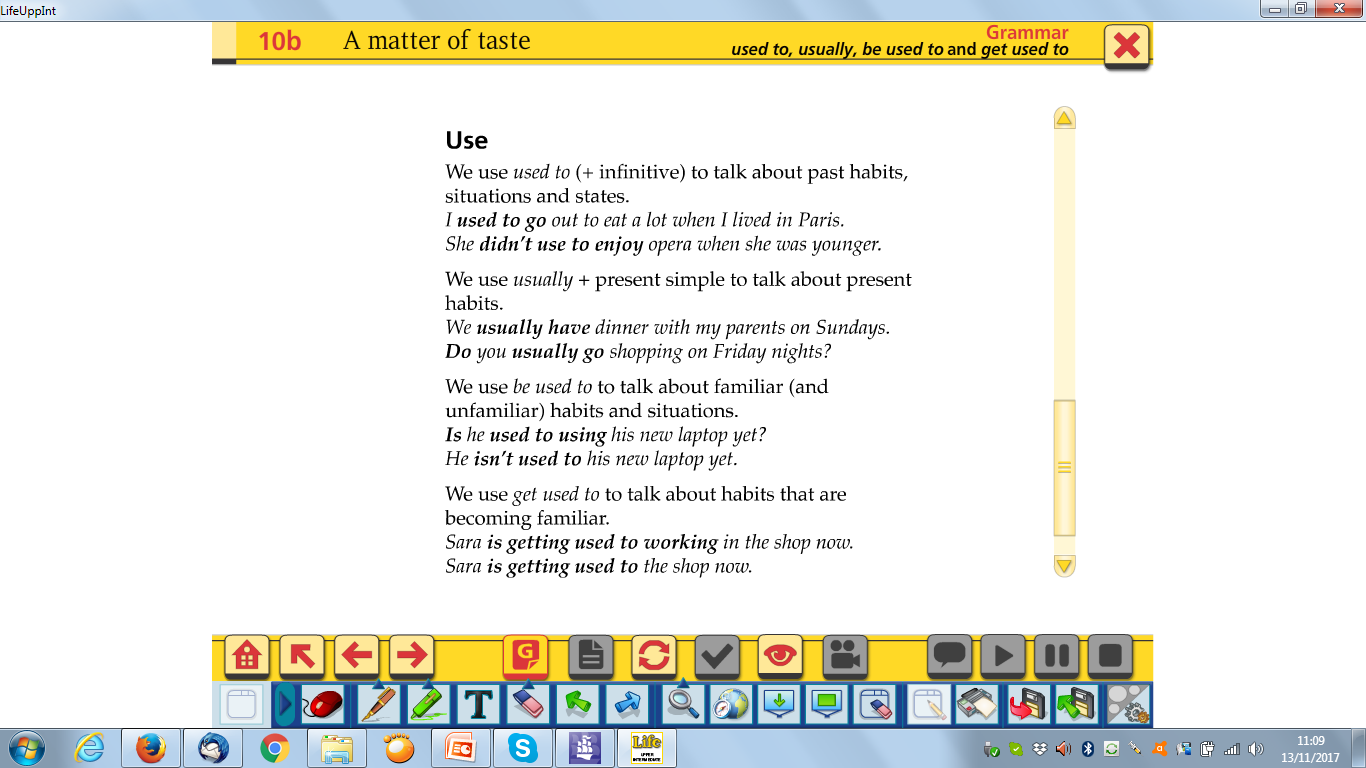 LifeUppInt
10b A matter of taste
Grammar
used to, usually, be used to and get used to
Use
We use used to (+ infinitive) to talk about past habits,
situations and states.
I used to go out to eat a lot when I lived in Paris.
She didn't use to enjoy opera when she was younger.
We use usually + present simple to talk about present
habits.
We usually have dinner with my parents on Sundays.
Do you usually go shopping on Friday nights?
We use be used to to talk about familiar (and
unfamiliar) habits and situations.
Is he used to using his new laptop yet?
He isn't used to his new laptop yet.
We use get used to to talk about habits that are
becoming familiar.
Sara is getting used to working in the shop now.
Sara is getting used to the shop now.
G
T
Life
UPPER INTERMEDIATE
11:09
13/11/2017